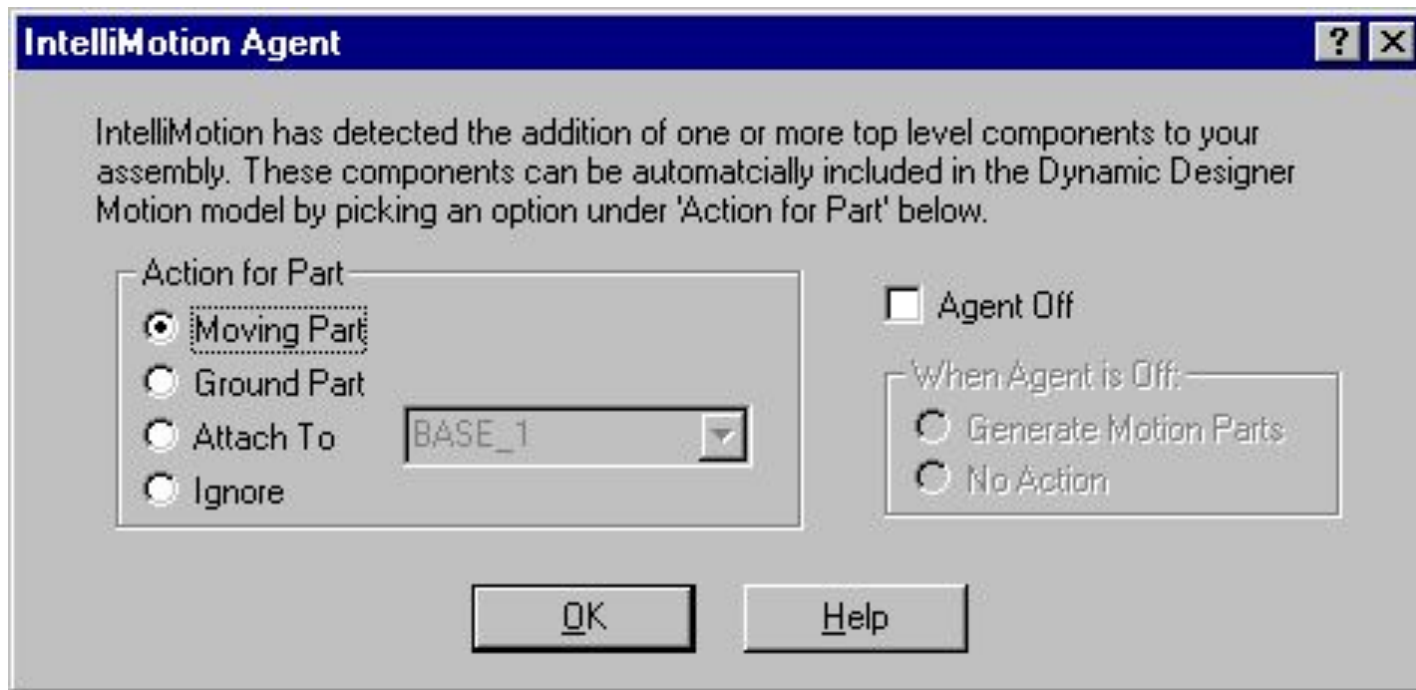 IntelliMotion Agent
IntelliMotion has detected the addition of one or more top level components to your
assembly. These components can be automatcially included in the Dynamic Designer
Motion model by picking an option under 'Action for Part' below.
Action for Part
Moving Part
Ground Part
Attach To
BASE_1
Ignore
Agent Off
When Agent is Off:
Generate Motion Parts
No Action
OK
Help